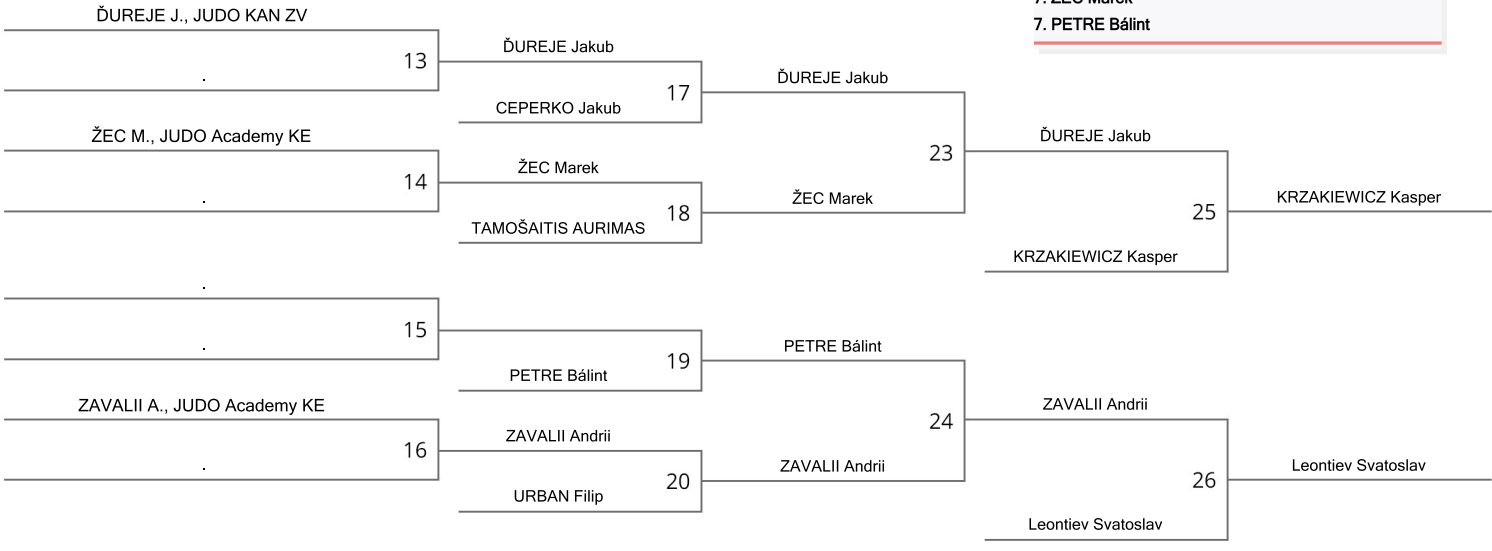 7. ŽEC Marek
7. PETRE Bálint
ĎUREJE J., JUDO KAN ZV
13
.
ĎUREJE Jakub
17
CEPERKO Jakub
ĎUREJE Jakub
ŽEC M., JUDO Academy KE
14
.
ŽEC Marek
18
TAMOŠAITIS AURIMAS
ŽEC Marek
23
ĎUREJE Jakub
25
KRZAKIEWICZ Kasper
KRZAKIEWICZ Kasper
.
15
.
19
PETRE Bálint
PETRE Bálint
ZAVALII A., JUDO Academy KE
16
.
ZAVALII Andrii
20
URBAN Filip
ZAVALII Andrii
24
ZAVALII Andrii
26
Leontiev Svatoslav
Leontiev Svatoslav